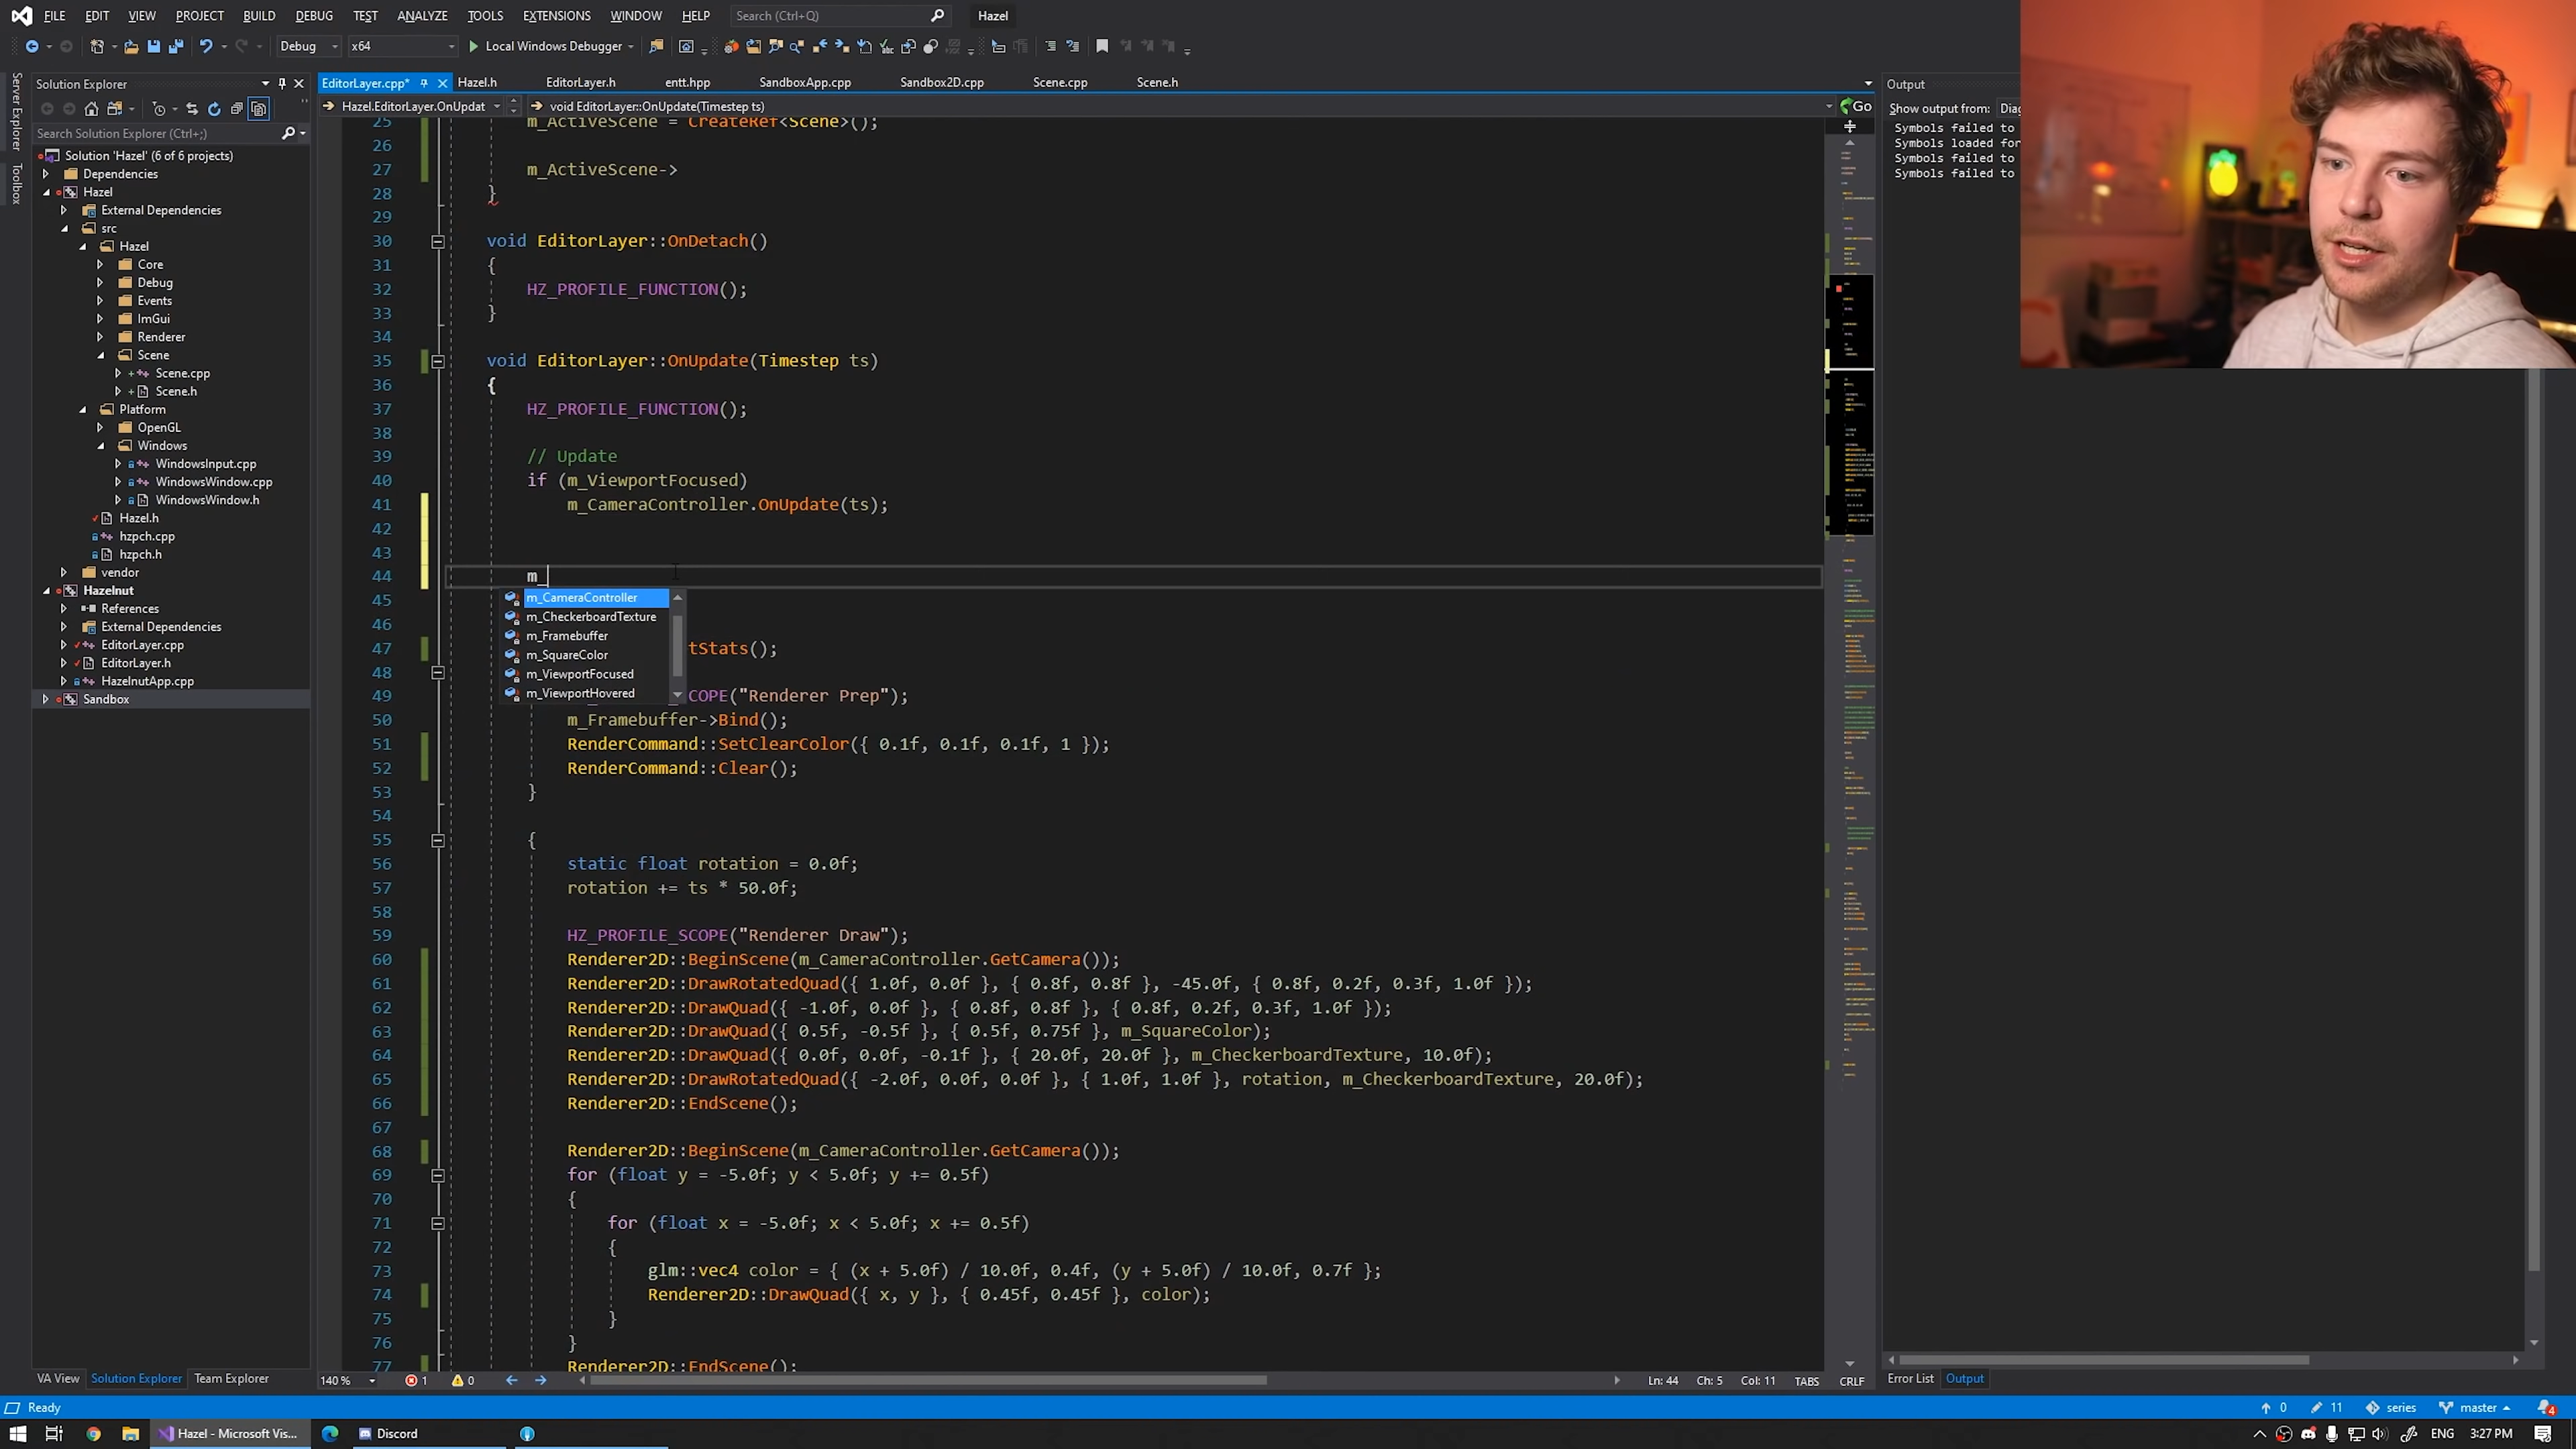 FILE EDIT VIEW PROJECT BUILD DEBUG TEST ANALYZE TOOLS EXTENSIONS WINDOW HELP Search (Ctrl+Q) Hazel
Debug x64 Local Windows Debugger
Server Explorer
Toolbox
Solution Explorer
Search Solution Explorer (Ctrl+;)
Solution 'Hazel' (6 of 6 projects)
Dependencies
Hazel
External Dependencies
src
Hazel
Core
Debug
Events
ImGui
Renderer
Scene
Scene.cpp
Scene.h
Platform
OpenGL
Windows
WindowsInput.cpp
WindowsWindow.cpp
WindowsWindow.h
Hazel.h
hzpch.cpp
hzpch.h
vendor
Hazelnut
References
External Dependencies
EditorLayer.cpp
EditorLayer.h
HazelnutApp.cpp
Sandbox
VA View Solution Explorer Team Explorer
EditorLayer.cpp* Hazel.h EditorLayer.h entt.hpp SandboxApp.cpp Sandbox2D.cpp Scene.cpp Scene.h
Hazel.EditorLayer.OnUpdat void EditorLayer::OnUpdate(Timestep ts) Go
25 m_ActiveScene = CreateRef<Scene>();
26
27 m_ActiveScene->
28 }
29
30 void EditorLayer::OnDetach()
31 {
32 HZ_PROFILE_FUNCTION();
33 }
34
35 void EditorLayer::OnUpdate(Timestep ts)
36 {
37 HZ_PROFILE_FUNCTION();
38
39 // Update
40 if (m_ViewportFocused)
41 m_CameraController.OnUpdate(ts);
42
43
44 m_
m_CameraController
m_CheckerboardTexture
m_Framebuffer
m_SquareColor
m_ViewportFocused
m_ViewportHovered
45
46
47 tStats();
48
49 COPE("Renderer Prep");
50 m_Framebuffer->Bind();
51 RenderCommand::SetClearColor({ 0.1f, 0.1f, 0.1f, 1 });
52 RenderCommand::Clear();
53 }
54
55 {
56 static float rotation = 0.0f;
57 rotation += ts * 50.0f;
58
59 HZ_PROFILE_SCOPE("Renderer Draw");
60 Renderer2D::BeginScene(m_CameraController.GetCamera());
61 Renderer2D::DrawRotatedQuad({ 1.0f, 0.0f }, { 0.8f, 0.8f }, -45.0f, { 0.8f, 0.2f, 0.3f, 1.0f });
62 Renderer2D::DrawQuad({ -1.0f, 0.0f }, { 0.8f, 0.8f }, { 0.8f, 0.2f, 0.3f, 1.0f });
63 Renderer2D::DrawQuad({ 0.5f, -0.5f }, { 0.5f, 0.75f }, m_SquareColor);
64 Renderer2D::DrawQuad({ 0.0f, 0.0f, -0.1f }, { 20.0f, 20.0f }, m_CheckerboardTexture, 10.0f);
65 Renderer2D::DrawRotatedQuad({ -2.0f, 0.0f, 0.0f }, { 1.0f, 1.0f }, rotation, m_CheckerboardTexture, 20.0f);
66 Renderer2D::EndScene();
67
68 Renderer2D::BeginScene(m_CameraController.GetCamera());
69 for (float y = -5.0f; y < 5.0f; y += 0.5f)
70 {
71 for (float x = -5.0f; x < 5.0f; x += 0.5f)
72 {
73 glm::vec4 color = { (x + 5.0f) / 10.0f, 0.4f, (y + 5.0f) / 10.0f, 0.7f };
74 Renderer2D::DrawQuad({ x, y }, { 0.45f, 0.45f }, color);
75 }
76 }
77 Renderer2D::EndScene();
140 % 1 0 Ln: 44 Ch: 5 Col: 11 TABS CRLF
Output
Show output from: Diag
Symbols failed to
Symbols loaded for
Symbols failed to
Symbols failed to
Error List Output
Ready 0 11 series master 4
Hazel - Microsoft Vis... Discord ENG 3:27 PM